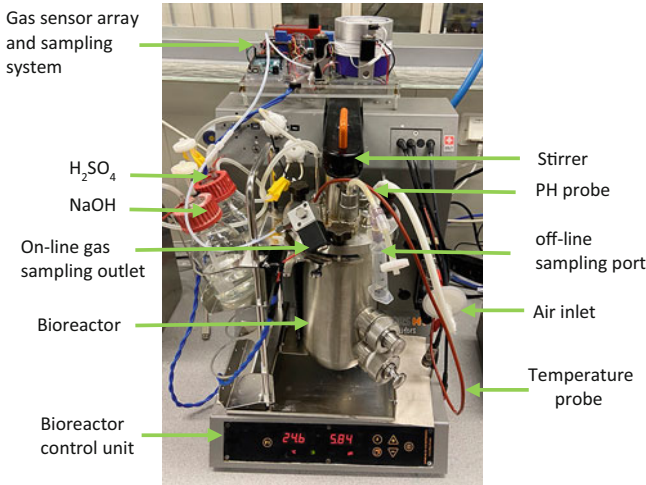 Gas sensor array
and sampling
system
H₂SO₄
NaOH
On-line gas
sampling outlet
Bioreactor
Bioreactor
control unit
Stirrer
PH probe
off-line
sampling port
Air inlet
Temperature
probe
24.6 5.84